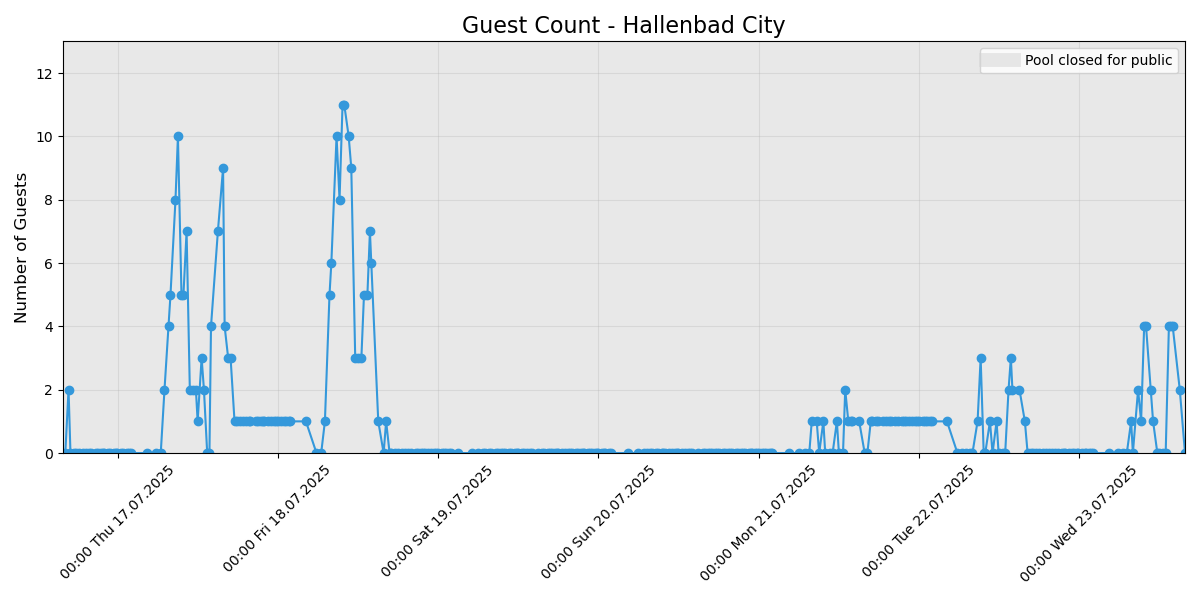 Guest Count - Hallenbad City
Pool closed for public
Number of Guests
12
10
8
6
4
2
0
00:00 Thu 17.07.2025
00:00 Fri 18.07.2025
00:00 Sat 19.07.2025
00:00 Sun 20.07.2025
00:00 Mon 21.07.2025
00:00 Tue 22.07.2025
00:00 Wed 23.07.2025